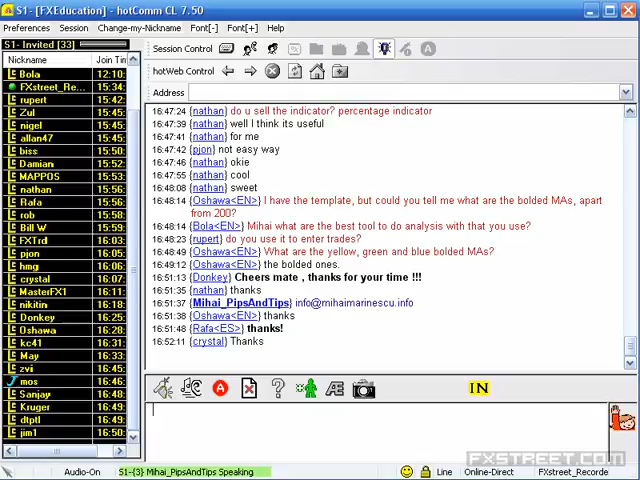 S1- [FXEducation] - hotComm CL 7.50
Preferences Session Change-my-Nickname Font[-] Font[+] Help
S1- Invited [33]
Nickname Join Tim
Bola 12:10:
FXstreet_Re... 15:34:
rupert 15:42:
Zul 15:45:
nigel 15:46:
allan47 15:46:
biss 15:50:
Damian 15:52:
MAPPOS 15:53:
nathan 15:56:
Rafa 15:56:
rob 15:58:
Bill W 15:59:
FXTrd 16:03:
pjon 16:05:
hmg 16:08:
crystal 16:10:
MasterFX1 16:11:
nikitin 16:18:
Donkey 16:25:
Oshawa 16:28:
kc41 16:31:
May 16:33:
zvi 16:45:
mos 16:46:
Sanjay 16:48:
Kruger 16:49:
dtptl 16:49:
jim1 16:50:
Session Control
hotWeb Control
Address
16:47:24 {nathan} do u sell the indicator? percentage indicator
16:47:39 {nathan} well I think its useful
16:47:41 {nathan} for me
16:47:42 {pjon} not easy way
16:47:46 {nathan} okie
16:47:55 {nathan} cool
16:48:08 {nathan} sweet
16:48:14 {Oshawa<EN>} I have the template, but could you tell me what are the bolded MAs, apart
from 200?
16:48:14 {Bola<EN>} Mihai what are the best tool to do analysis with that you use?
16:48:23 {rupert} do you use it to enter trades?
16:48:49 {Oshawa<EN>} What are the yellow, green and blue bolded MAs?
16:49:12 {Oshawa<EN>} the bolded ones.
16:51:13 {Donkey} Cheers mate , thanks for your time !!!
16:51:35 {nathan} thanks
16:51:37 {Mihai_PipsAndTips} info@mihaimarinescu.info
16:51:38 {Oshawa<EN>} thanks
16:51:48 {Rafa<ES>} thanks!
16:52:11 {crystal} Thanks
IN
FXSTREET.COM
Audio-On S1-{3} Mihai_PipsAndTips Speaking Line Online-Direct FXstreet_Recorde